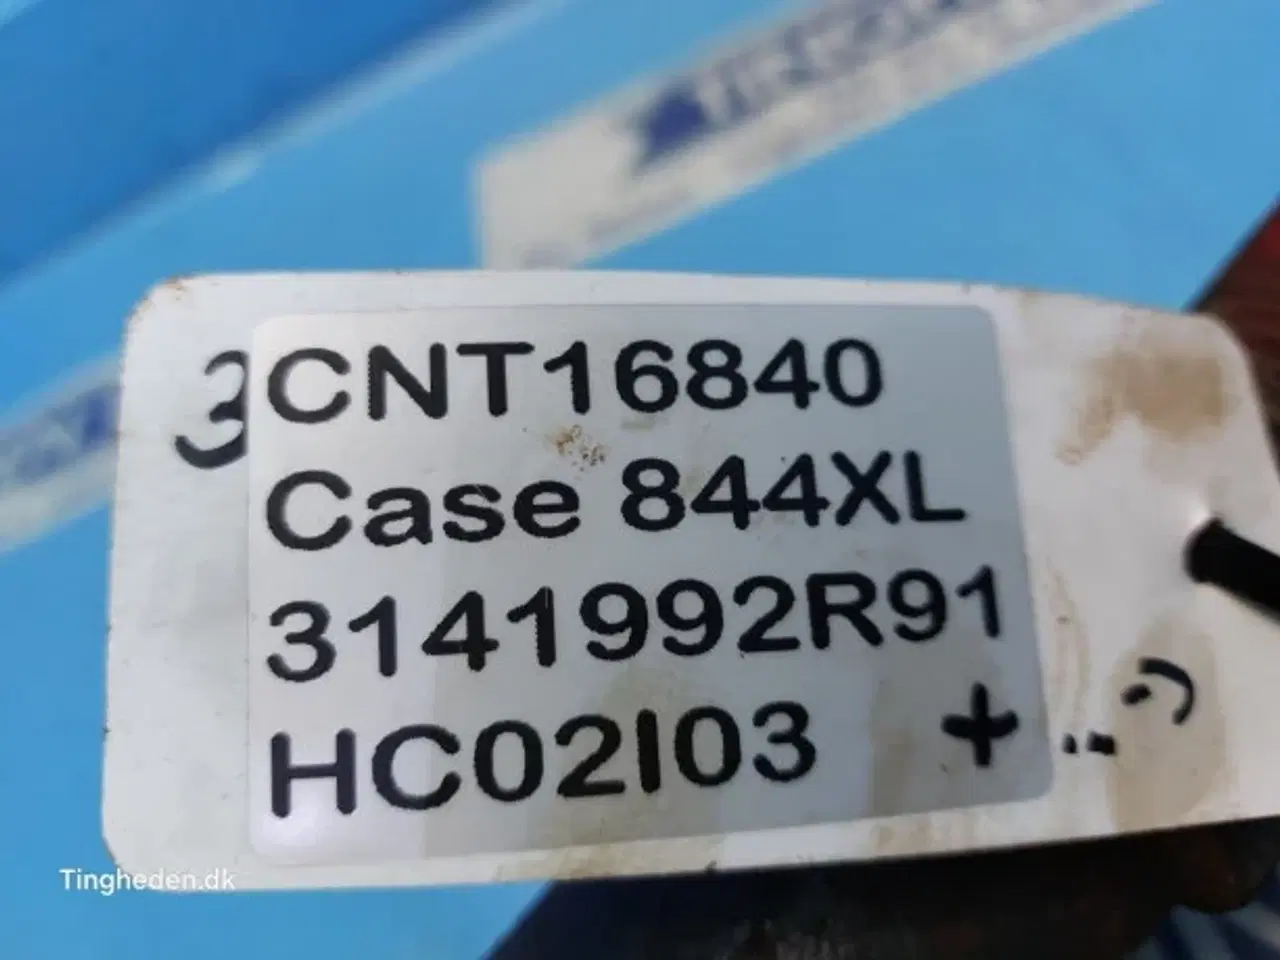 3
CNT16840
Case 844XL
3141992R91
HC02I03 +
Tingheden.dk